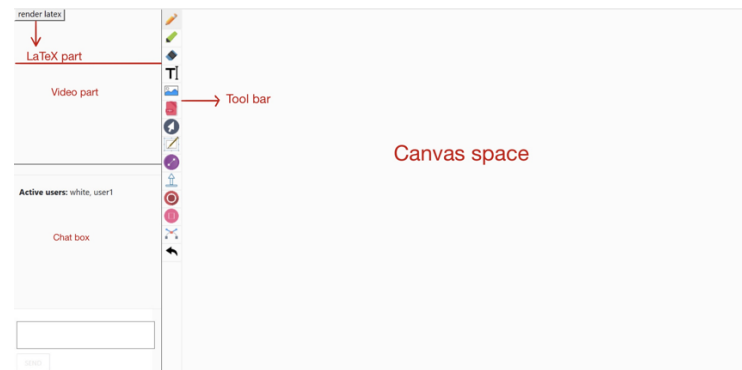 render latex
LaTeX part
Video part
Tool bar
Canvas space
Active users: white, user1
Chat box
SEND